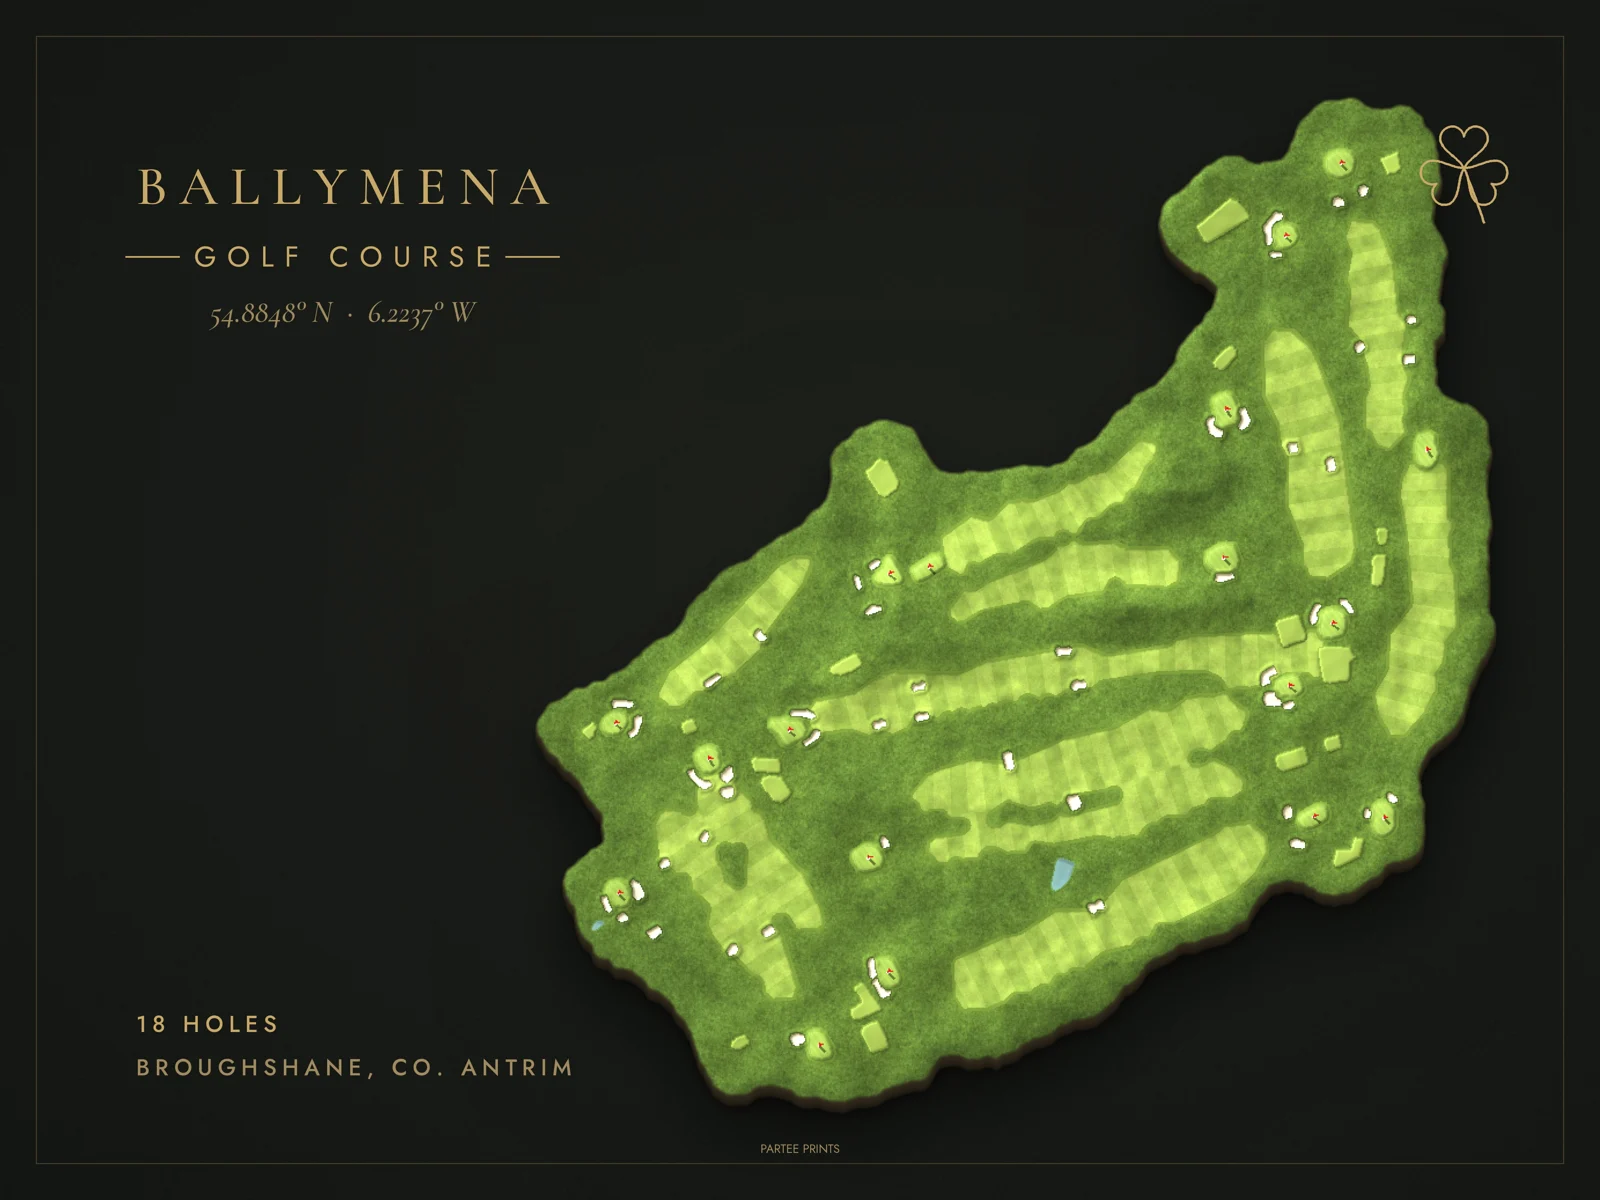 BALLYMENA
GOLF COURSE
54.8848° N · 6.2237° W
18 HOLES
BROUGHSHANE, CO. ANTRIM
PARTEE PRINTS